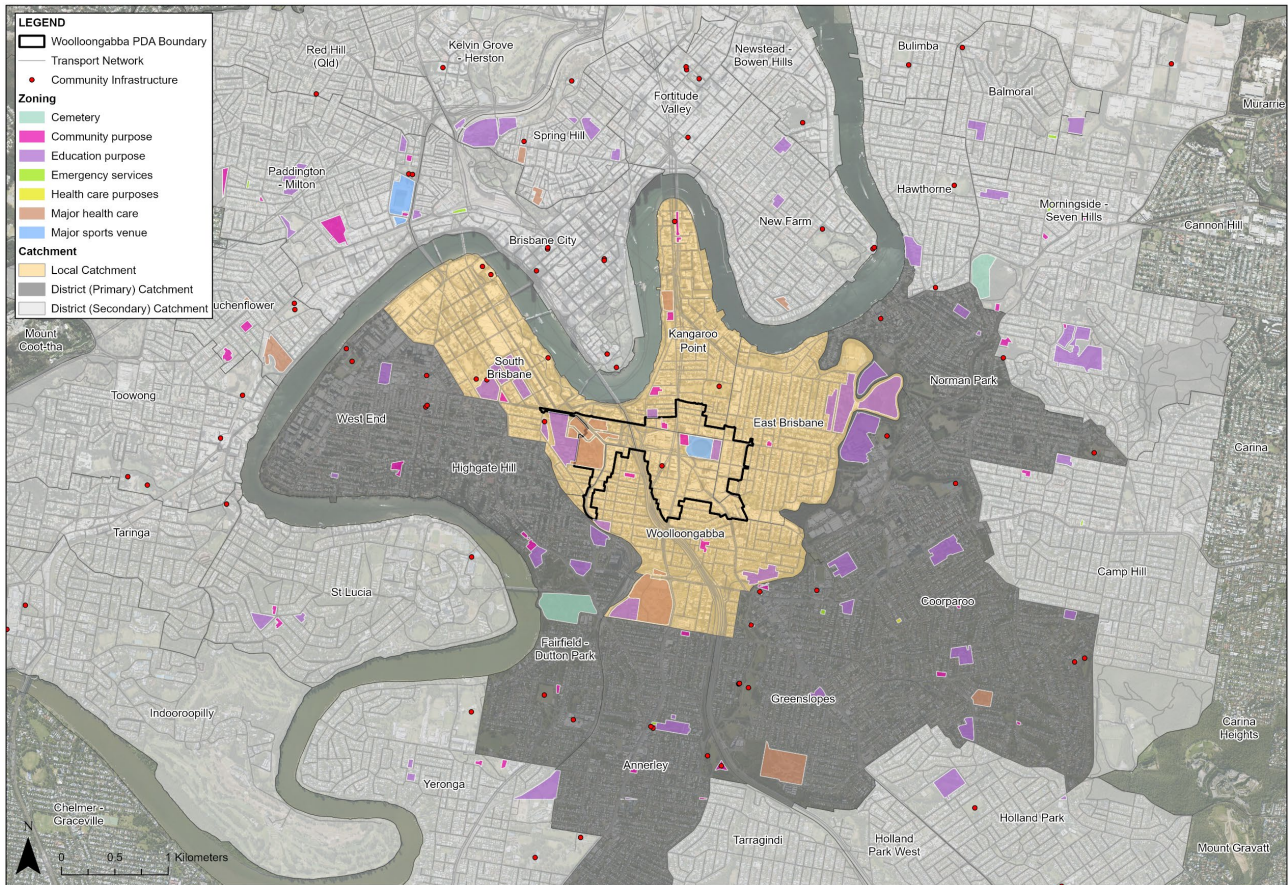 LEGEND
Woolloongabba PDA Boundary
Transport Network
Community Infrastructure
Zoning
Cemetery
Community purpose
Education purpose
Emergency services
Health care purposes
Major health care
Major sports venue
Catchment
Local Catchment
District (Primary) Catchment
District (Secondary) Catchment
Red Hill
(Qld)
Kelvin Grove
- Herston
Newstead -
Bowen Hills
Bulimba
Balmoral
Murarrie
Fortitude
Valley
Spring Hill
Paddington
- Milton
Hawthorne
Morningside -
Seven Hills
New Farm
Cannon Hill
Brisbane City
uchenflower
Mount
Coot-tha
Kangaroo
Point
South
Brisbane
Toowong
Norman Park
West End
East Brisbane
Carina
Highgate Hill
Taringa
Woolloongabba
St Lucia
Camp Hill
Coorparoo
Fairfield -
Dutton Park
Greenslopes
Indooroopilly
Carina
Heights
Annerley
Yeronga
Chelmer -
Graceville
Holland Park
Tarragindi
Holland
Park West
Mount Gravatt
N
0 0.5 1 Kilometers